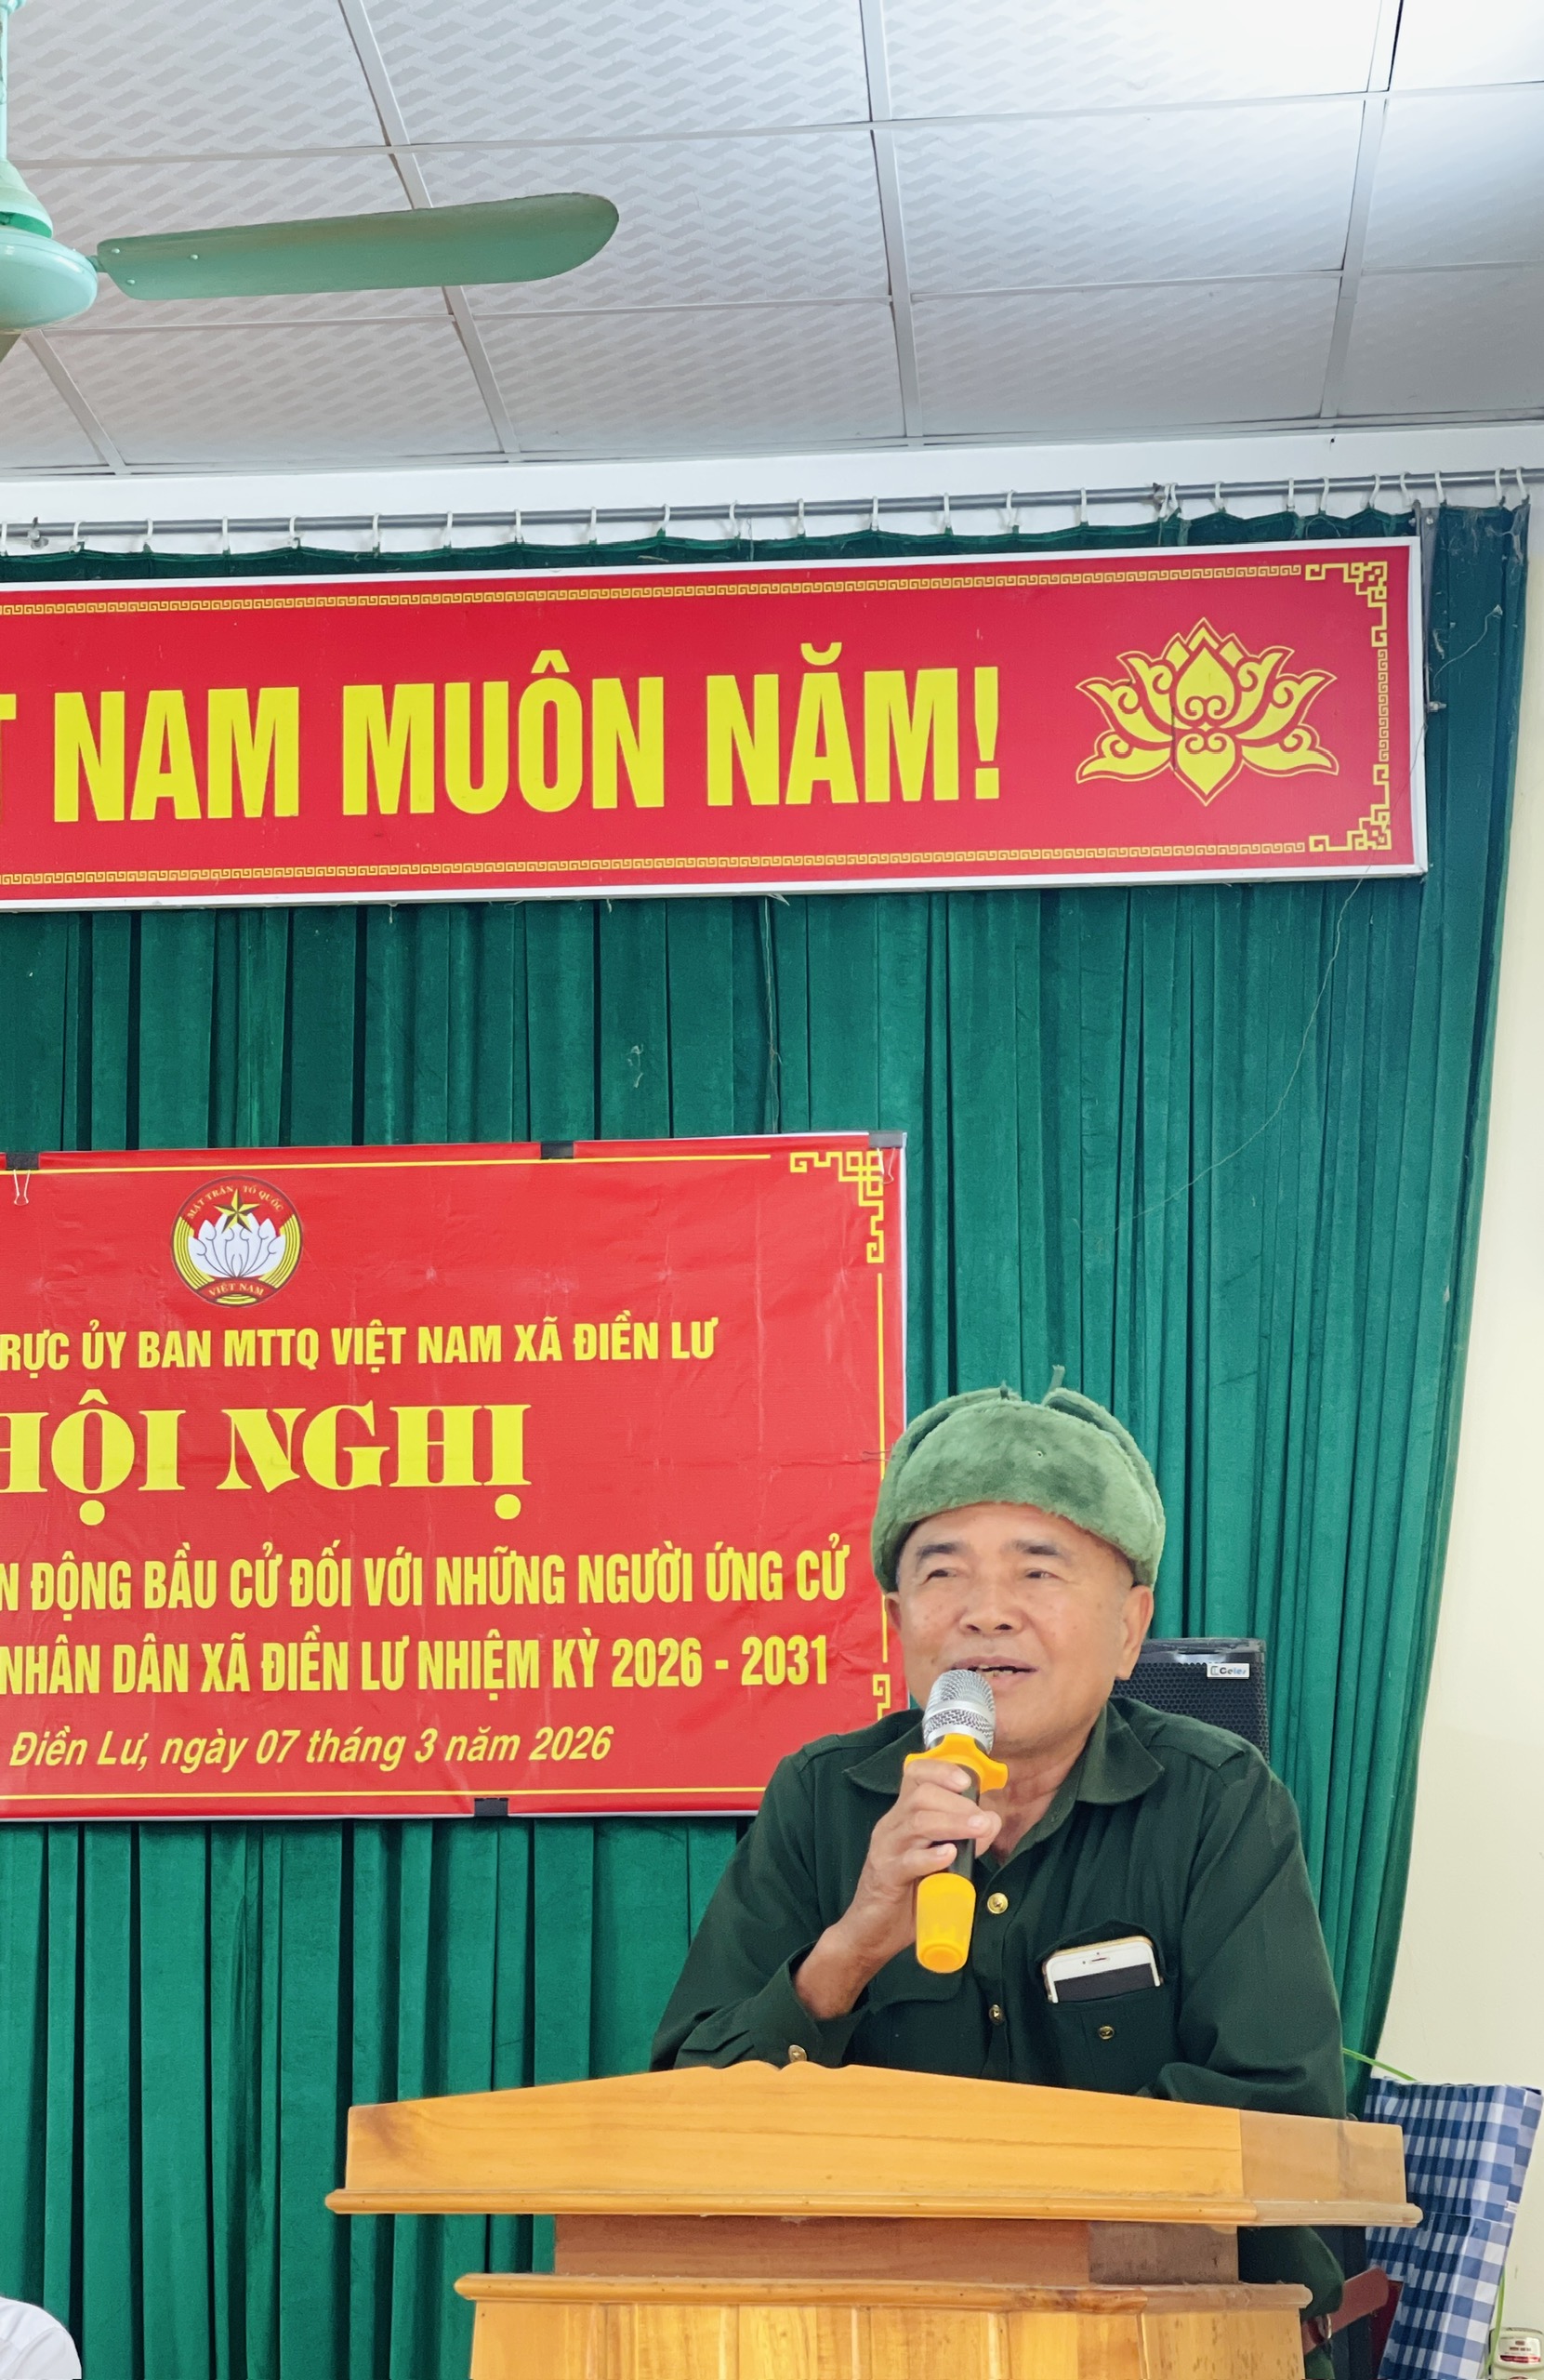 NAM MUÔN NĂM!
MẶT TRẬN TỔ QUỐC
VIỆT NAM
RỰC ỦY BAN MTTQ VIỆT NAM XÃ ĐIỀN LƯ
HỘI NGHỊ
N ĐỘNG BẦU CỬ ĐỐI VỚI NHỮNG NGƯỜI ỨNG CỬ
NHÂN DÂN XÃ ĐIỀN LƯ NHIỆM KỲ 2026 - 2031
Điền Lư, ngày 07 tháng 3 năm 2026